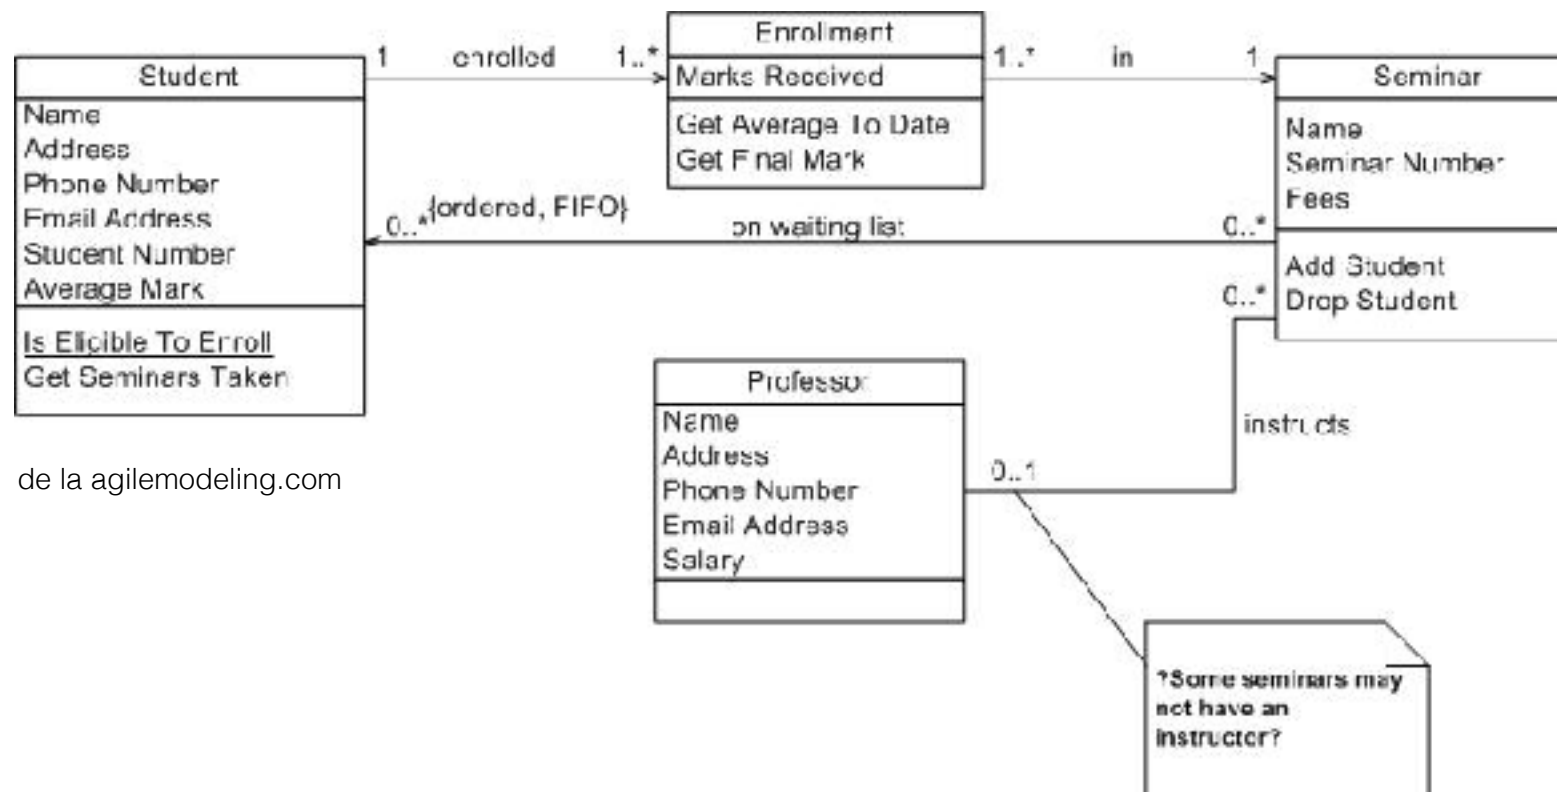 Student
Name
Address
Phone Number
Email Address
Student Number
Average Mark
Is Eligible To Enroll
Get Seminars Taken
1
enrolled
1..*
Enrollment
Marks Received
Get Average To Date
Get Final Mark
1..*
in
1
Seminar
Name
Seminar Number
Fees
Add Student
Drop Student
0..*
{ordered, FIFO}
on waiting list
0..*
0..*
instructs
0..1
Professor
Name
Address
Phone Number
Email Address
Salary
?Some seminars may
not have an
instructor?
de la agilemodeling.com